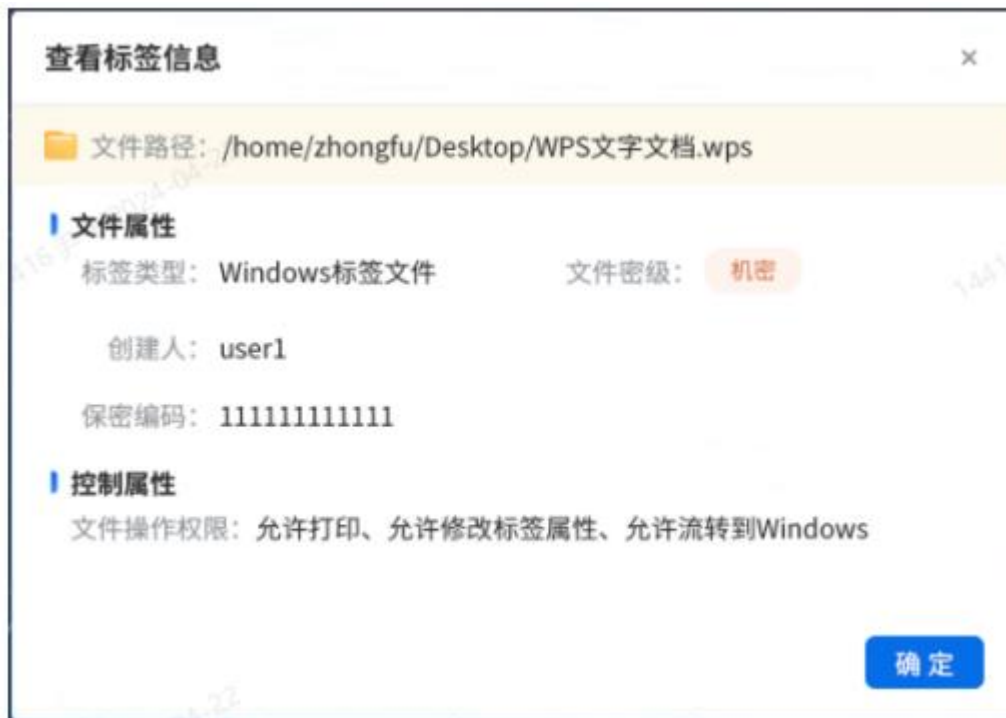 查看标签信息 ×
文件路径： /home/zhongfu/Desktop/WPS文字文档.wps
文件属性
标签类型： Windows标签文件 文件密级： 机密
创建人： user1
保密编码： 111111111111
控制属性
文件操作权限：允许打印、允许修改标签属性、允许流转到Windows
确定